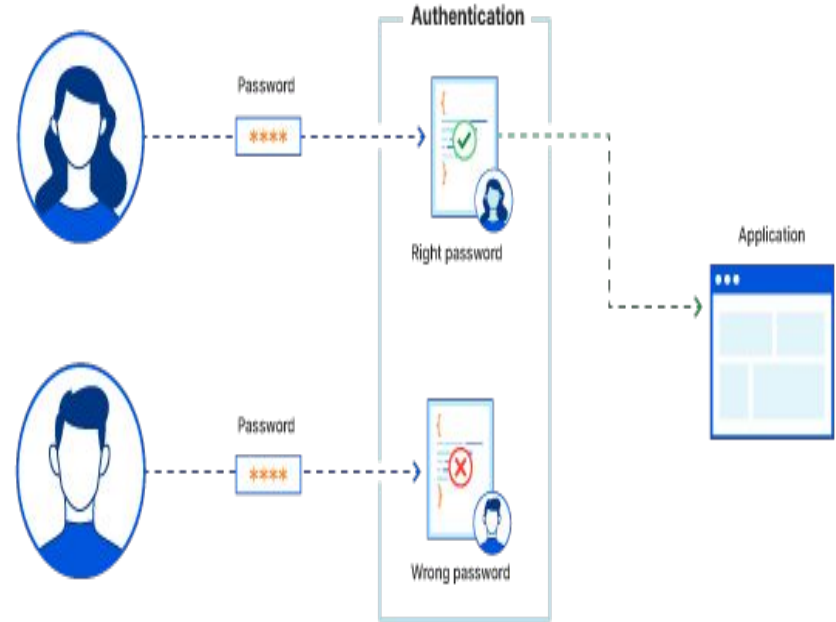 Authentication
Password
****
Right password
Application
Password
****
Wrong password